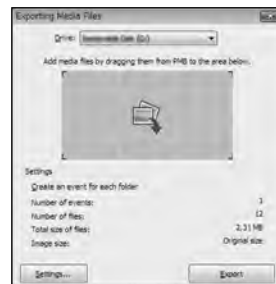 Exporting Media Files
Drive:
Add media files by dragging them from PMB to the area below.
Settings
Create an event for each folder
Number of events:
Number of files: 12
Total size of files: 2.31 MB
Image size: Original size
Settings...
Export